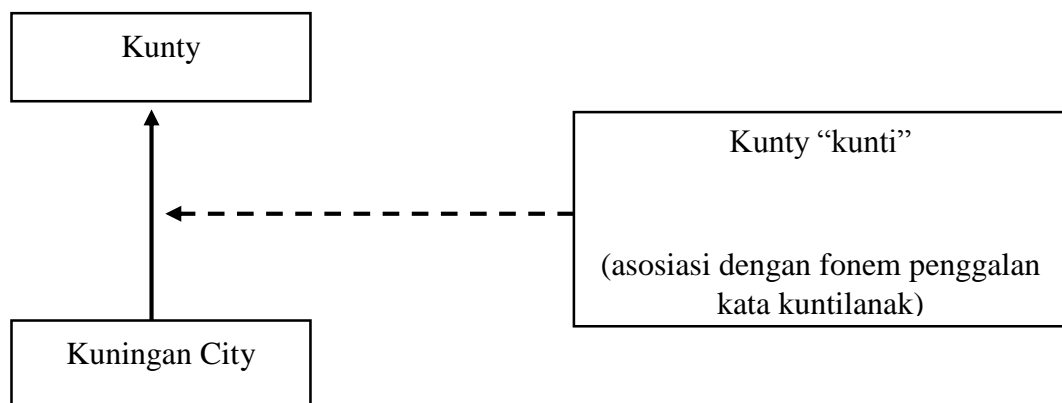 Kunty
Kunty “kunti”
(asosiasi dengan fonem penggalan
kata kuntilanak)
Kuningan City